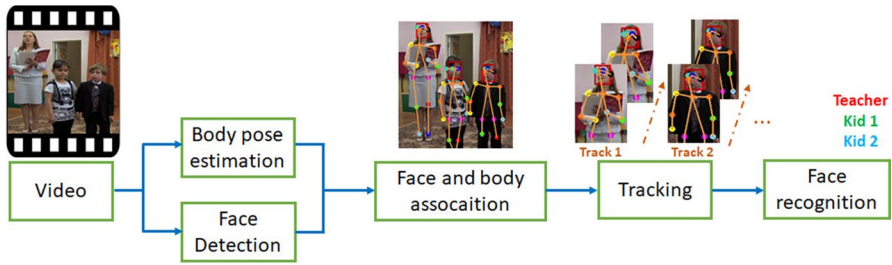 Video
Body pose
estimation
Face
Detection
Face and body
assocaition
Track 1
Track 2
Tracking
...
Teacher
Kid 1
Kid 2
Face
recognition